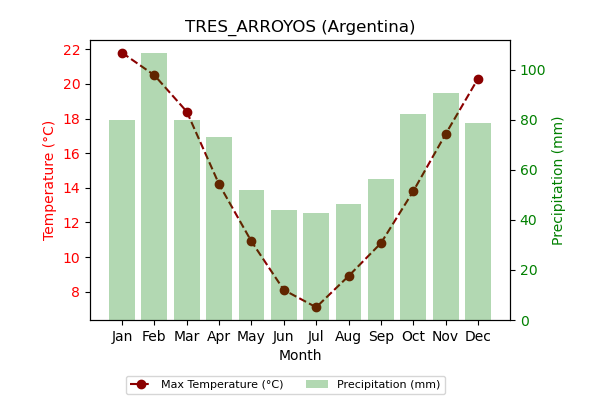 TRES_ARROYOS (Argentina)
Temperature (°C)
22
20
18
16
14
12
10
8
Precipitation (mm)
100
80
60
40
20
0
Jan Feb Mar Apr May Jun Jul Aug Sep Oct Nov Dec
Month
Max Temperature (°C) Precipitation (mm)